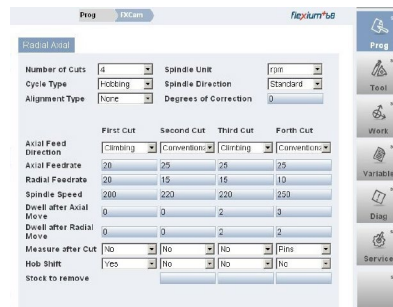 Prog FXCam flexium+68
Radial Axial
Number of Cuts 4 Spindle Unit rpm
Cycle Type Hobbing Spindle Direction Standard
Alignment Type None Degrees of Correction 0
First Cut Second Cut Third Cut Forth Cut
Axial Feed Direction Climbing Conventiona Climbing Conventiona
Axial Feedrate 20 25 25 25
Radial Feedrate 20 15 15 10
Spindle Speed 200 220 220 250
Dwell after Axial Move 0 0 2 3
Dwell after Radial Move 0 0 2 2
Measure after Cut No No No Pins
Hob Shift Yes No No No
Stock to remove
Prog
Tool
Work
Variable
Diag
Service